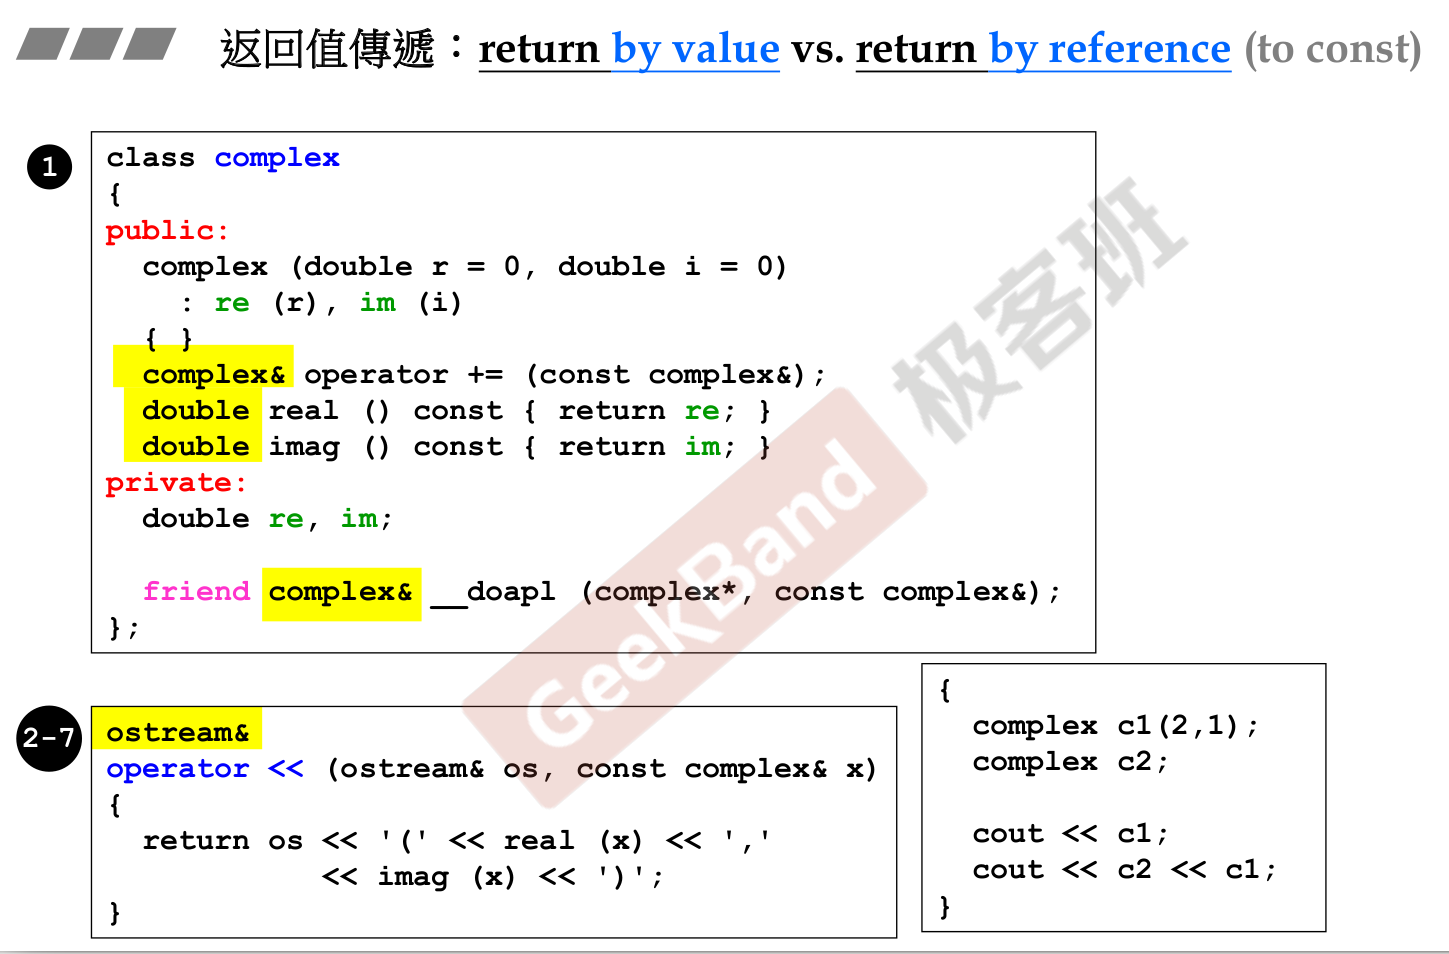 返回值傳遞：return by value vs. return by reference (to const)
1
class complex
{
public:
  complex (double r = 0, double i = 0)
    : re (r), im (i)
  { }
  complex& operator += (const complex&);
  double real () const { return re; }
  double imag () const { return im; }
private:
  double re, im;
  friend complex& __doapl (complex*, const complex&);
};
2-7
ostream&
operator << (ostream& os, const complex& x)
{
  return os << '(' << real (x) << ','
            << imag (x) << ')';
}
{
  complex c1(2,1);
  complex c2;
  cout << c1;
  cout << c2 << c1;
}
GeekBand 极客班